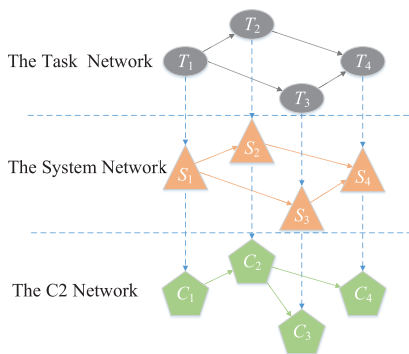 T2
The Task Network T1 T4
T3
The System Network S1 S2 S4
S3
The C2 Network C1 C2 C4
C3